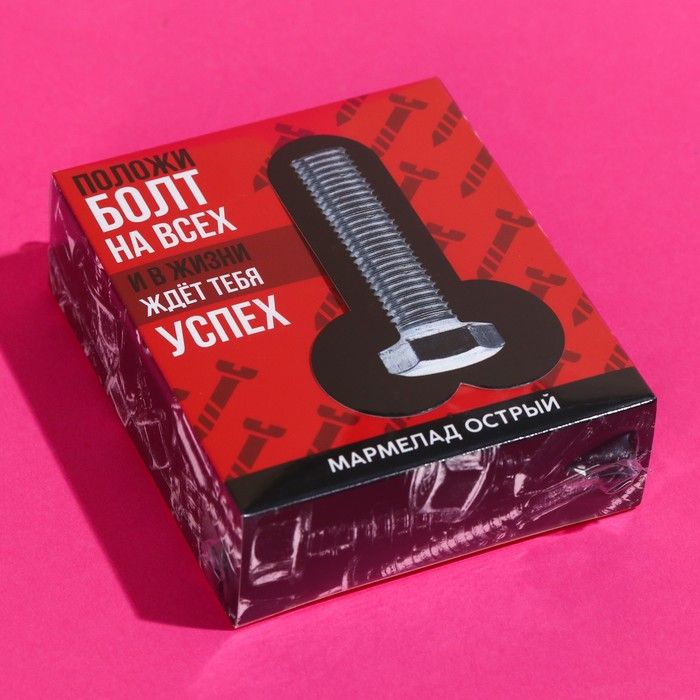 ПОЛОЖИ
БОЛТ
НА ВСЕХ
И В ЖИЗНИ
ЖДЁТ ТЕБЯ
УСПЕХ
МАРМЕЛАД ОСТРЫЙ